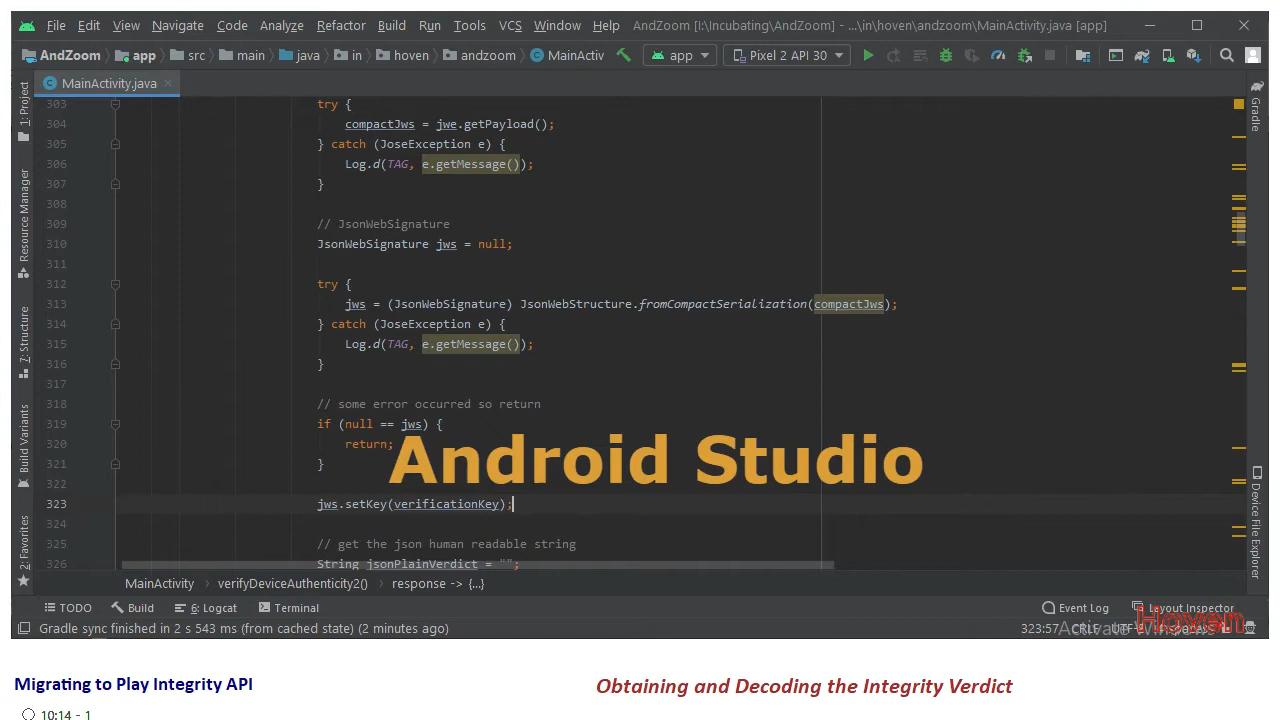 File Edit View Navigate Code Analyze Refactor Build Run Tools VCS Window Help AndZoom [I:\Incubating\AndZoom] - ...\in\hoven\andzoom\MainActivity.java [app]
AndZoom app src main java in hoven andzoom MainActiv app Pixel 2 API 30
MainActivity.java
1: Project
Resource Manager
7: Structure
Build Variants
2: Favorites
303 try {
304 compactJws = jwe.getPayload();
305 } catch (JoseException e) {
306 Log.d(TAG, e.getMessage());
307 }
308
309 // JsonWebSignature
310 JsonWebSignature jws = null;
311
312 try {
313 jws = (JsonWebSignature) JsonWebStructure.fromCompactSerialization(compactJws);
314 } catch (JoseException e) {
315 Log.d(TAG, e.getMessage());
316 }
317
318 // some error occurred so return
319 if (null == jws) {
320 return;
321 }
322
323 jws.setKey(verificationKey);
324
325 // get the json human readable string
326 String jsonPlainVerdict = "";
Android Studio
Gradle
Device File Explorer
MainActivity verifyDeviceAuthenticity2() response -> {...}
TODO Build 6: Logcat Terminal Event Log Layout Inspector
Gradle sync finished in 2 s 543 ms (from cached state) (2 minutes ago) 323:57 CRLF
Activate Windows
Hoven
Migrating to Play Integrity API
Obtaining and Decoding the Integrity Verdict
10:14 - 1